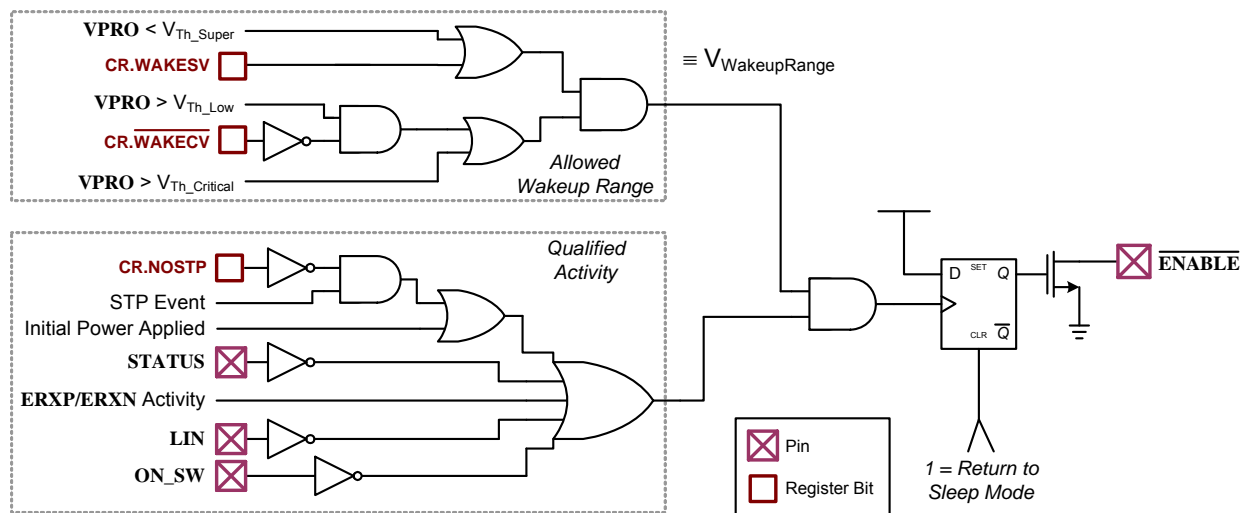 VPRO < VTh_Super
CR.WAKESV
≡ VWakeupRange
VPRO > VTh_Low
CR.W̅A̅K̅E̅C̅V̅
VPRO > VTh_Critical
Allowed
Wakeup Range
Qualified
Activity
CR.NOSTP
STP Event
Initial Power Applied
STATUS
ERXP/ERXN Activity
LIN
ON_SW
D SET Q
CLR Q̅
E̅N̅A̅B̅L̅E̅
1 = Return to
Sleep Mode
Pin
Register Bit